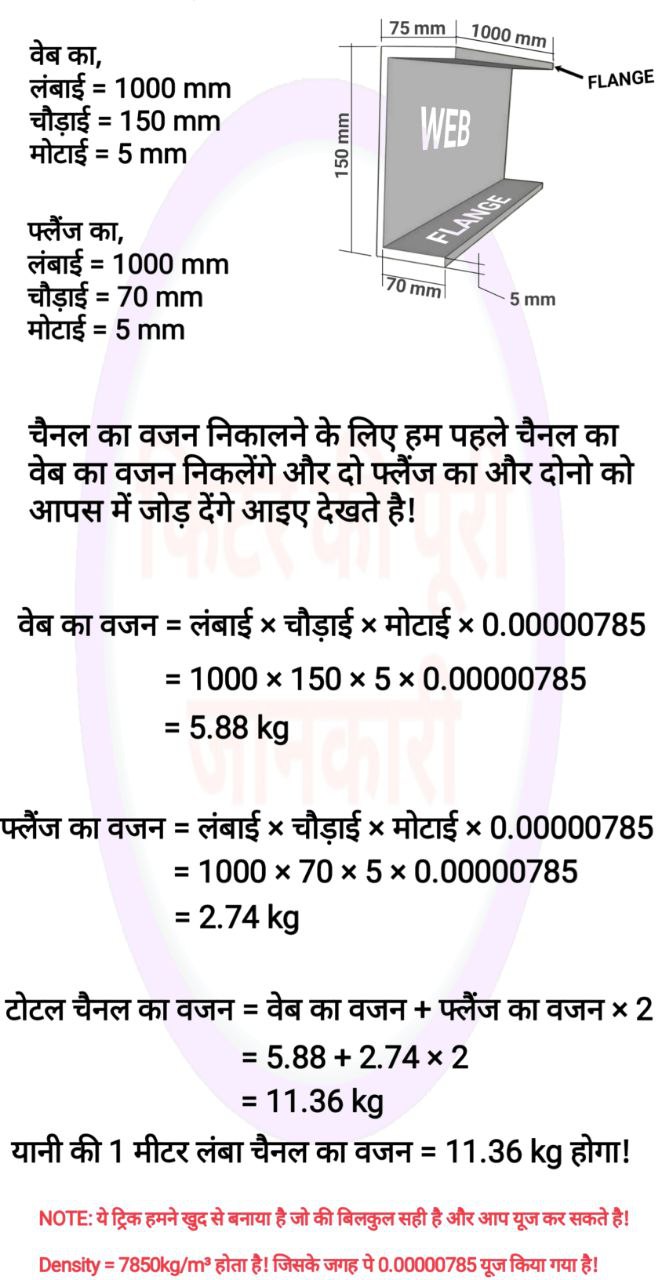 वेब का,
लंबाई = 1000 mm
चौड़ाई = 150 mm
मोटाई = 5 mm
75 mm
1000 mm
FLANGE
150 mm
WEB
FLANGE
70 mm
5 mm
फ्लैंज का,
लंबाई = 1000 mm
चौड़ाई = 70 mm
मोटाई = 5 mm
चैनल का वजन निकालने के लिए हम पहले चैनल का
वेब का वजन निकलेंगे और दो फ्लैंज का और दोनो को
आपस में जोड़ देंगे आइए देखते है!
वेब का वजन = लंबाई × चौड़ाई × मोटाई × 0.00000785
= 1000 × 150 × 5 × 0.00000785
= 5.88 kg
फ्लैंज का वजन = लंबाई × चौड़ाई × मोटाई × 0.00000785
= 1000 × 70 × 5 × 0.00000785
= 2.74 kg
टोटल चैनल का वजन = वेब का वजन + फ्लैंज का वजन × 2
= 5.88 + 2.74 × 2
= 11.36 kg
यानी की 1 मीटर लंबा चैनल का वजन = 11.36 kg होगा!
NOTE: ये ट्रिक हमने खुद से बनाया है जो की बिलकुल सही है और आप यूज कर सकते है!
Density = 7850kg/m³ होता है! जिसके जगह पे 0.00000785 यूज किया गया है!
फिटर की पूरी
जानकारी